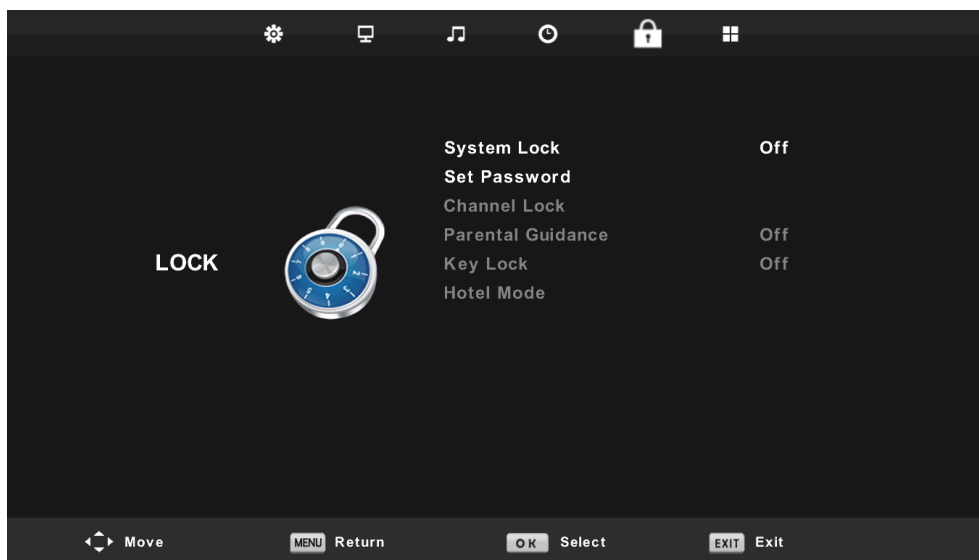 System Lock Off
Set Password
Channel Lock
Parental Guidance Off
LOCK
Key Lock Off
Hotel Mode
Move MENU Return OK Select EXIT Exit